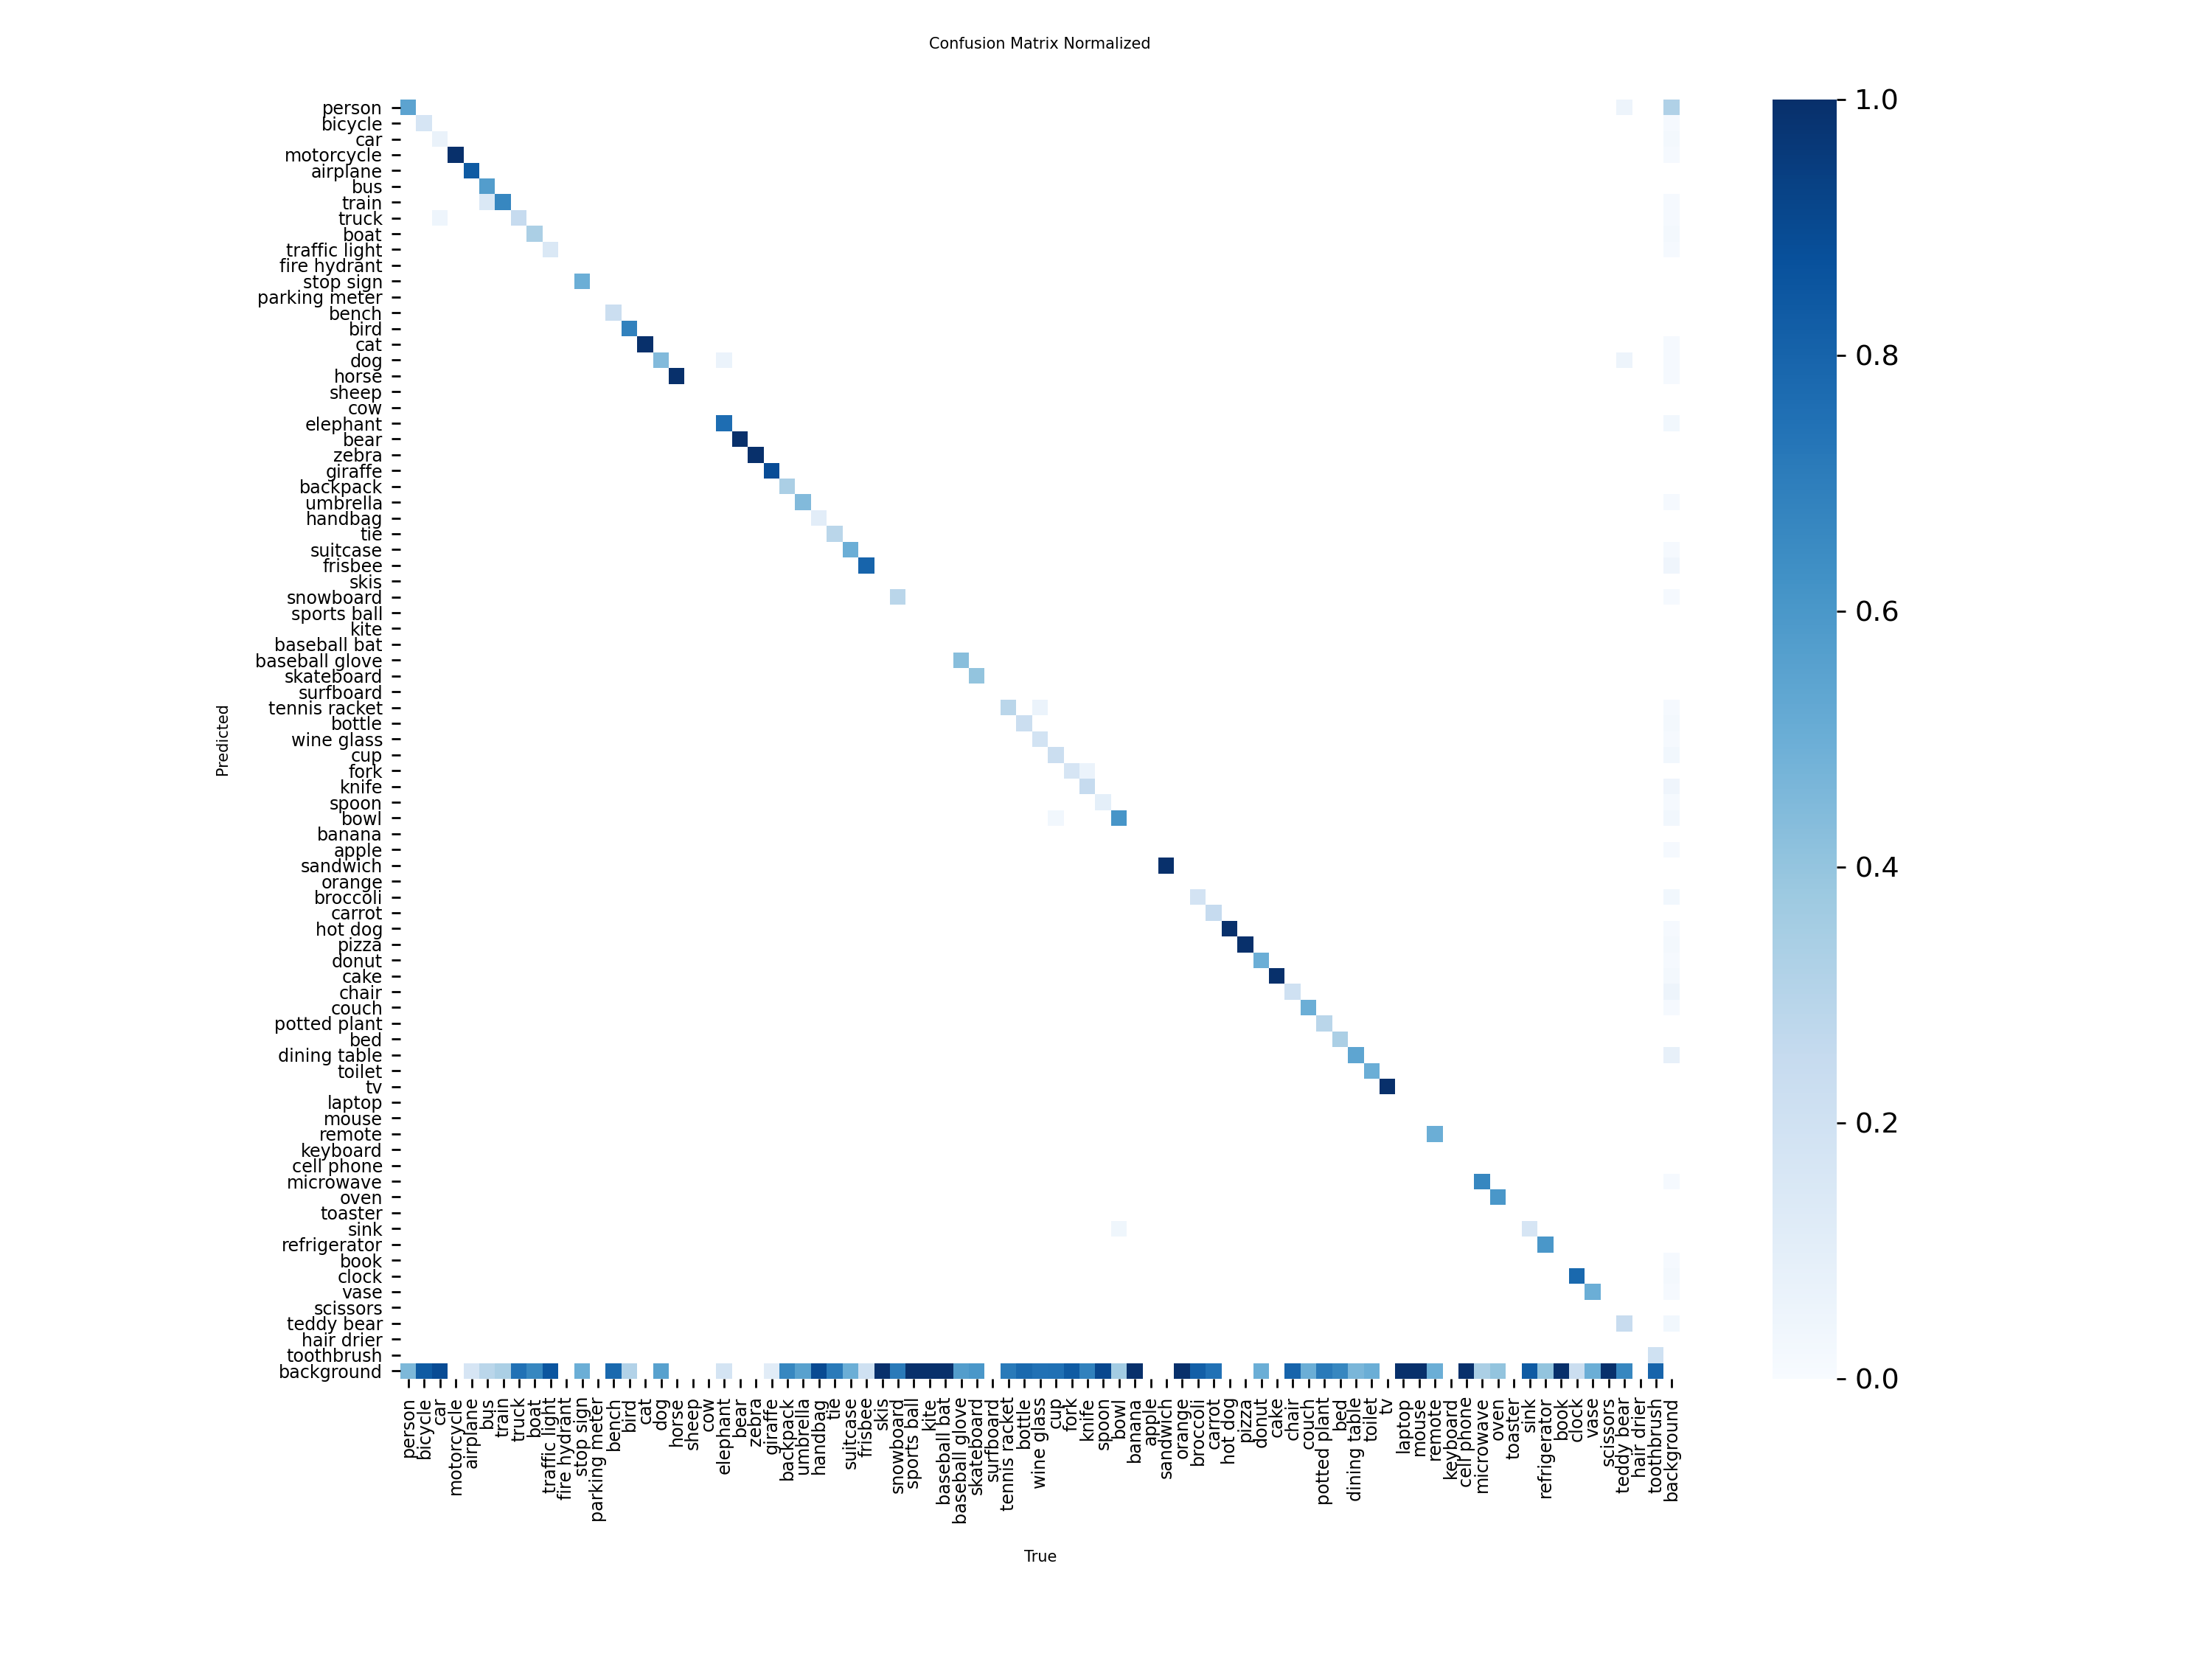 Confusion Matrix Normalized
person
bicycle
car
motorcycle
airplane
bus
train
truck
boat
traffic light
fire hydrant
stop sign
parking meter
bench
bird
cat
dog
horse
sheep
cow
elephant
bear
zebra
giraffe
backpack
umbrella
handbag
tie
suitcase
frisbee
skis
snowboard
sports ball
kite
baseball bat
baseball glove
skateboard
surfboard
tennis racket
bottle
wine glass
cup
fork
knife
spoon
bowl
banana
apple
sandwich
orange
broccoli
carrot
hot dog
pizza
donut
cake
chair
couch
potted plant
bed
dining table
toilet
tv
laptop
mouse
remote
keyboard
cell phone
microwave
oven
toaster
sink
refrigerator
book
clock
vase
scissors
teddy bear
hair drier
toothbrush
background
Predicted
person
bicycle
car
motorcycle
airplane
bus
train
truck
boat
traffic light
fire hydrant
stop sign
parking meter
bench
bird
cat
dog
horse
sheep
cow
elephant
bear
zebra
giraffe
backpack
umbrella
handbag
tie
suitcase
frisbee
skis
snowboard
sports ball
kite
baseball bat
baseball glove
skateboard
surfboard
tennis racket
bottle
wine glass
cup
fork
knife
spoon
bowl
banana
apple
sandwich
orange
broccoli
carrot
hot dog
pizza
donut
cake
chair
couch
potted plant
bed
dining table
toilet
tv
laptop
mouse
remote
keyboard
cell phone
microwave
oven
toaster
sink
refrigerator
book
clock
vase
scissors
teddy bear
hair drier
toothbrush
background
True
1.0
0.8
0.6
0.4
0.2
0.0